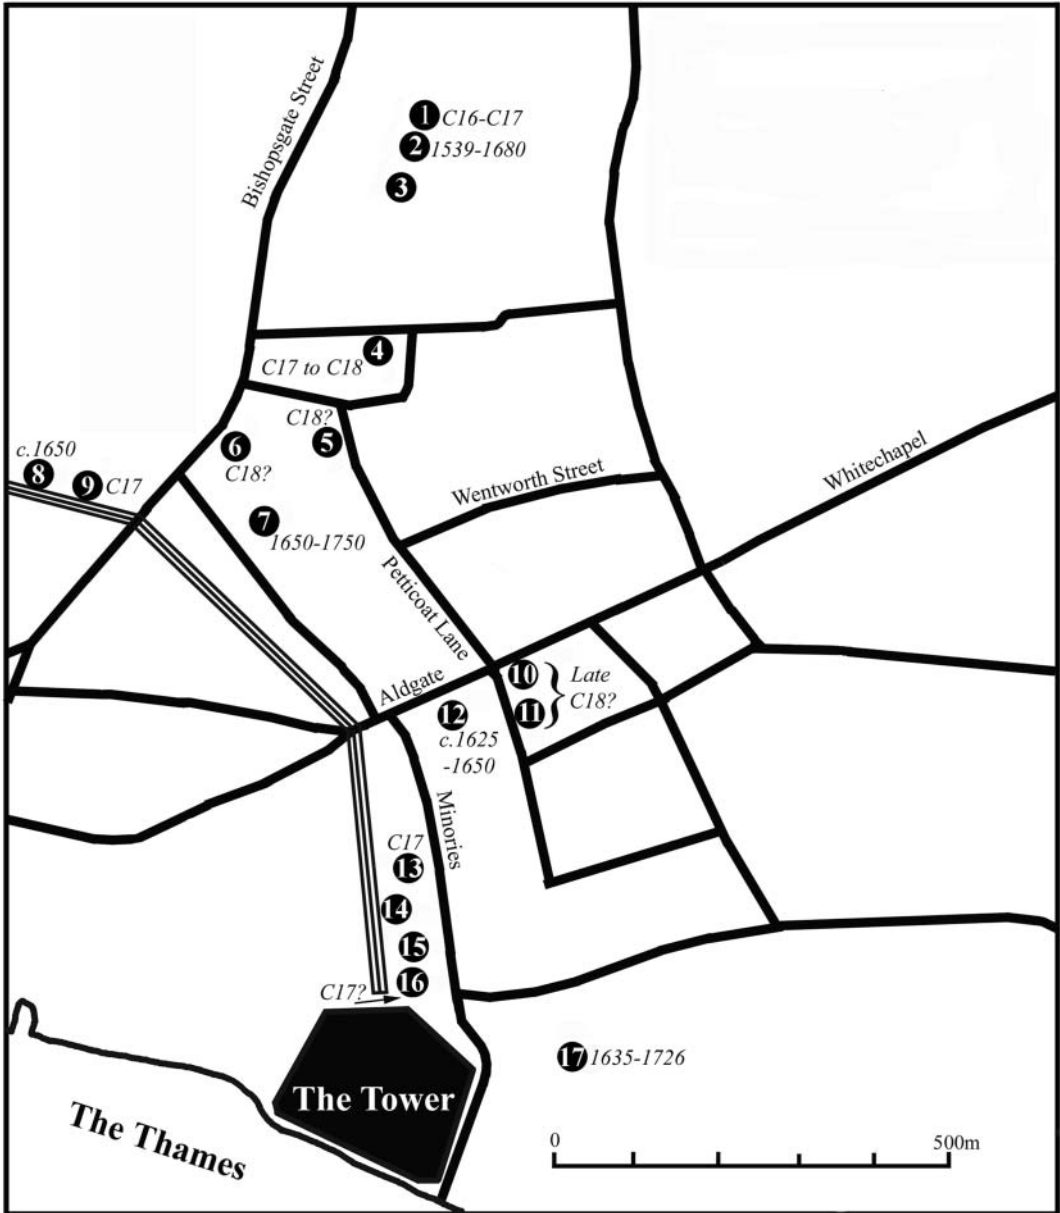 Bishopsgate Street
1 C16-C17
2 1539-1680
3
4
C17 to C18
C18?
5
6
C18?
c.1650
8
9 C17
7
1650-1750
Wentworth Street
Whitechapel
Petticoat Lane
Aldgate
10
11
} Late
C18?
12
c.1625
-1650
Minories
C17
13
14
15
16
C17?
17 1635-1726
The Tower
The Thames
0
500m